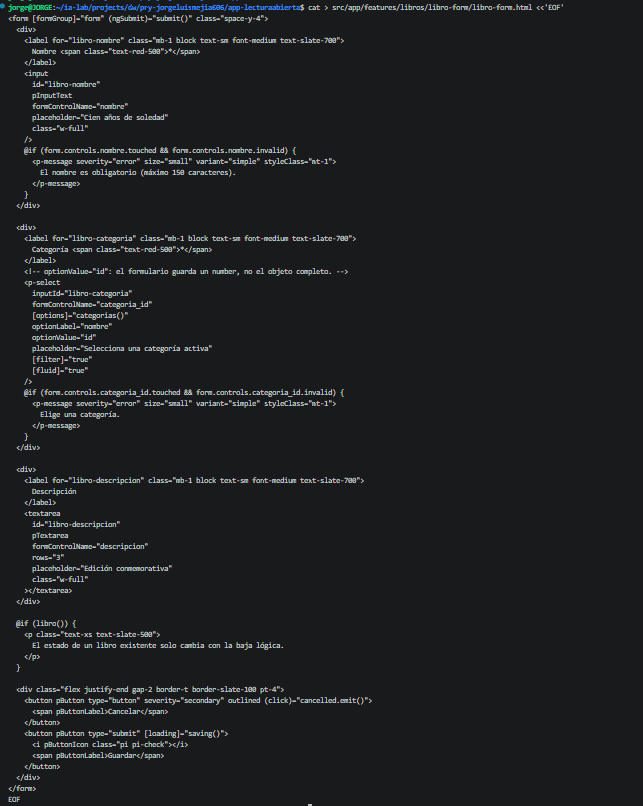 jorge@JORGE:~/ia-lab/projects/dw/pry-jorgeluismejia606/app-lecturaabierta$ cat > src/app/features/libros/libro-form/libro-form.html <<'EOF'
<form [formGroup]="form" (ngSubmit)="submit()" class="space-y-4">
  <div>
    <label for="libro-nombre" class="mb-1 block text-sm font-medium text-slate-700">
      Nombre <span class="text-red-500">*</span>
    </label>
    <input
      id="libro-nombre"
      pInputText
      formControlName="nombre"
      placeholder="Cien años de soledad"
      class="w-full"
    />
    @if (form.controls.nombre.touched && form.controls.nombre.invalid) {
      <p-message severity="error" size="small" variant="simple" styleClass="mt-1">
        El nombre es obligatorio (máximo 150 caracteres).
      </p-message>
    }
  </div>

  <div>
    <label for="libro-categoria" class="mb-1 block text-sm font-medium text-slate-700">
      Categoría <span class="text-red-500">*</span>
    </label>
    <!-- optionValue="id": el formulario guarda un number, no el objeto completo. -->
    <p-select
      inputId="libro-categoria"
      formControlName="categoria_id"
      [options]="categorias()"
      optionLabel="nombre"
      optionValue="id"
      placeholder="Selecciona una categoría activa"
      [filter]="true"
      [fluid]="true"
    />
    @if (form.controls.categoria_id.touched && form.controls.categoria_id.invalid) {
      <p-message severity="error" size="small" variant="simple" styleClass="mt-1">
        Elige una categoría.
      </p-message>
    }
  </div>

  <div>
    <label for="libro-descripcion" class="mb-1 block text-sm font-medium text-slate-700">
      Descripción
    </label>
    <textarea
      id="libro-descripcion"
      pTextarea
      formControlName="descripcion"
      rows="3"
      placeholder="Edición conmemorativa"
      class="w-full"
    ></textarea>
  </div>

  @if (libro()) {
    <p class="text-xs text-slate-500">
      El estado de un libro existente solo cambia con la baja lógica.
    </p>
  }

  <div class="flex justify-end gap-2 border-t border-slate-100 pt-4">
    <button pButton type="button" severity="secondary" outlined (click)="cancelled.emit()">
      <span pButtonLabel>Cancelar</span>
    </button>
    <button pButton type="submit" [loading]="saving()">
      <i pButtonIcon class="pi pi-check"></i>
      <span pButtonLabel>Guardar</span>
    </button>
  </div>
</form>
EOF